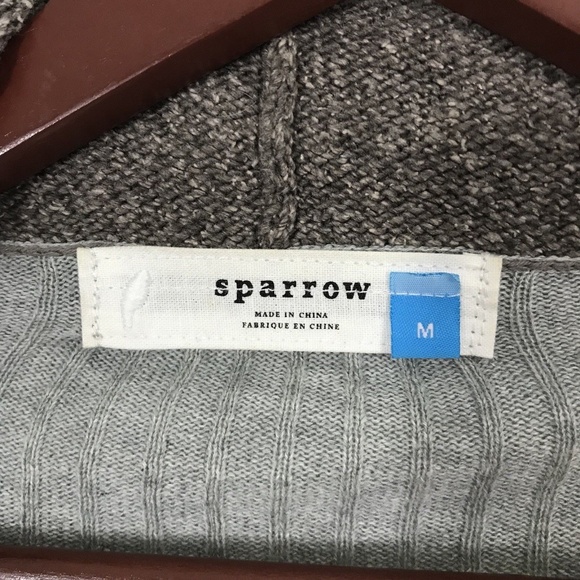 sparrow
MADE IN CHINA
FABRIQUE EN CHINE
M